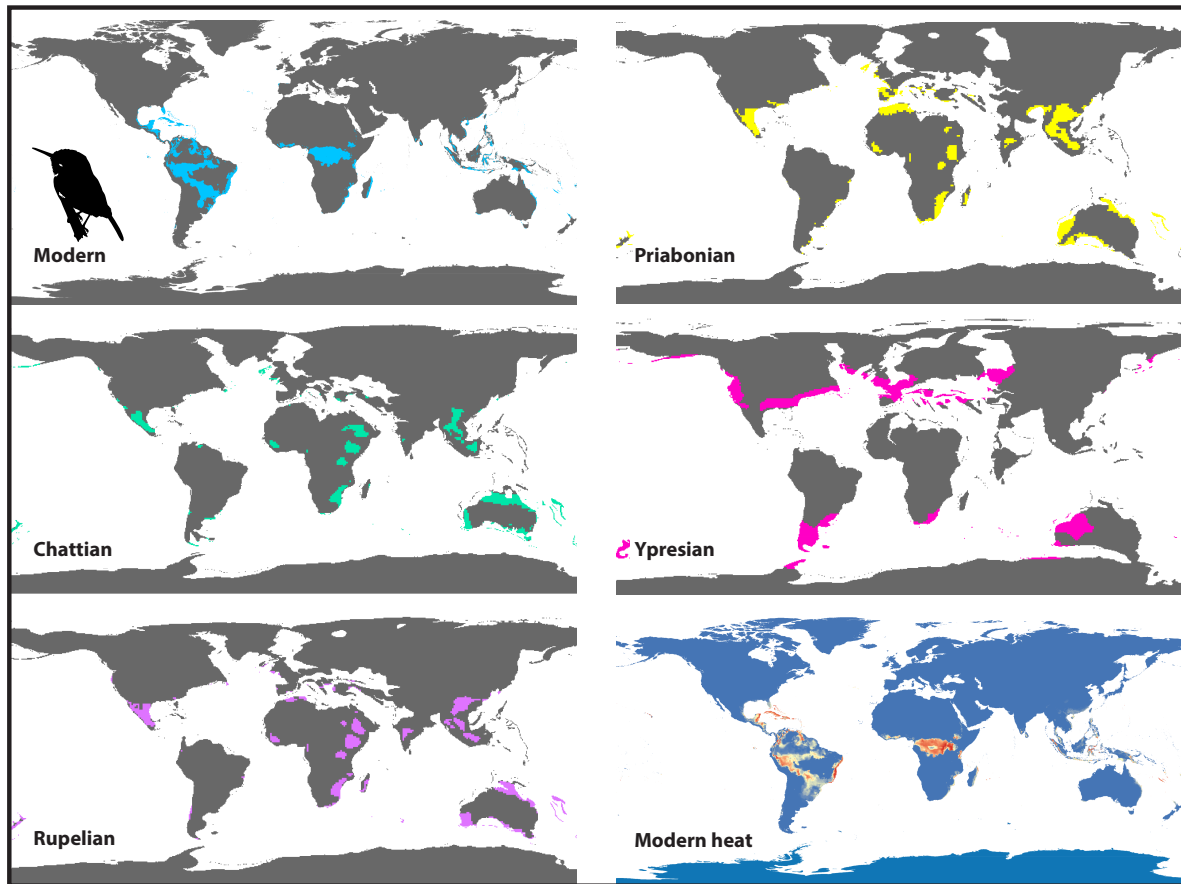 Modern
Priabonian
Chattian
Ypresian
Rupelian
Modern heat